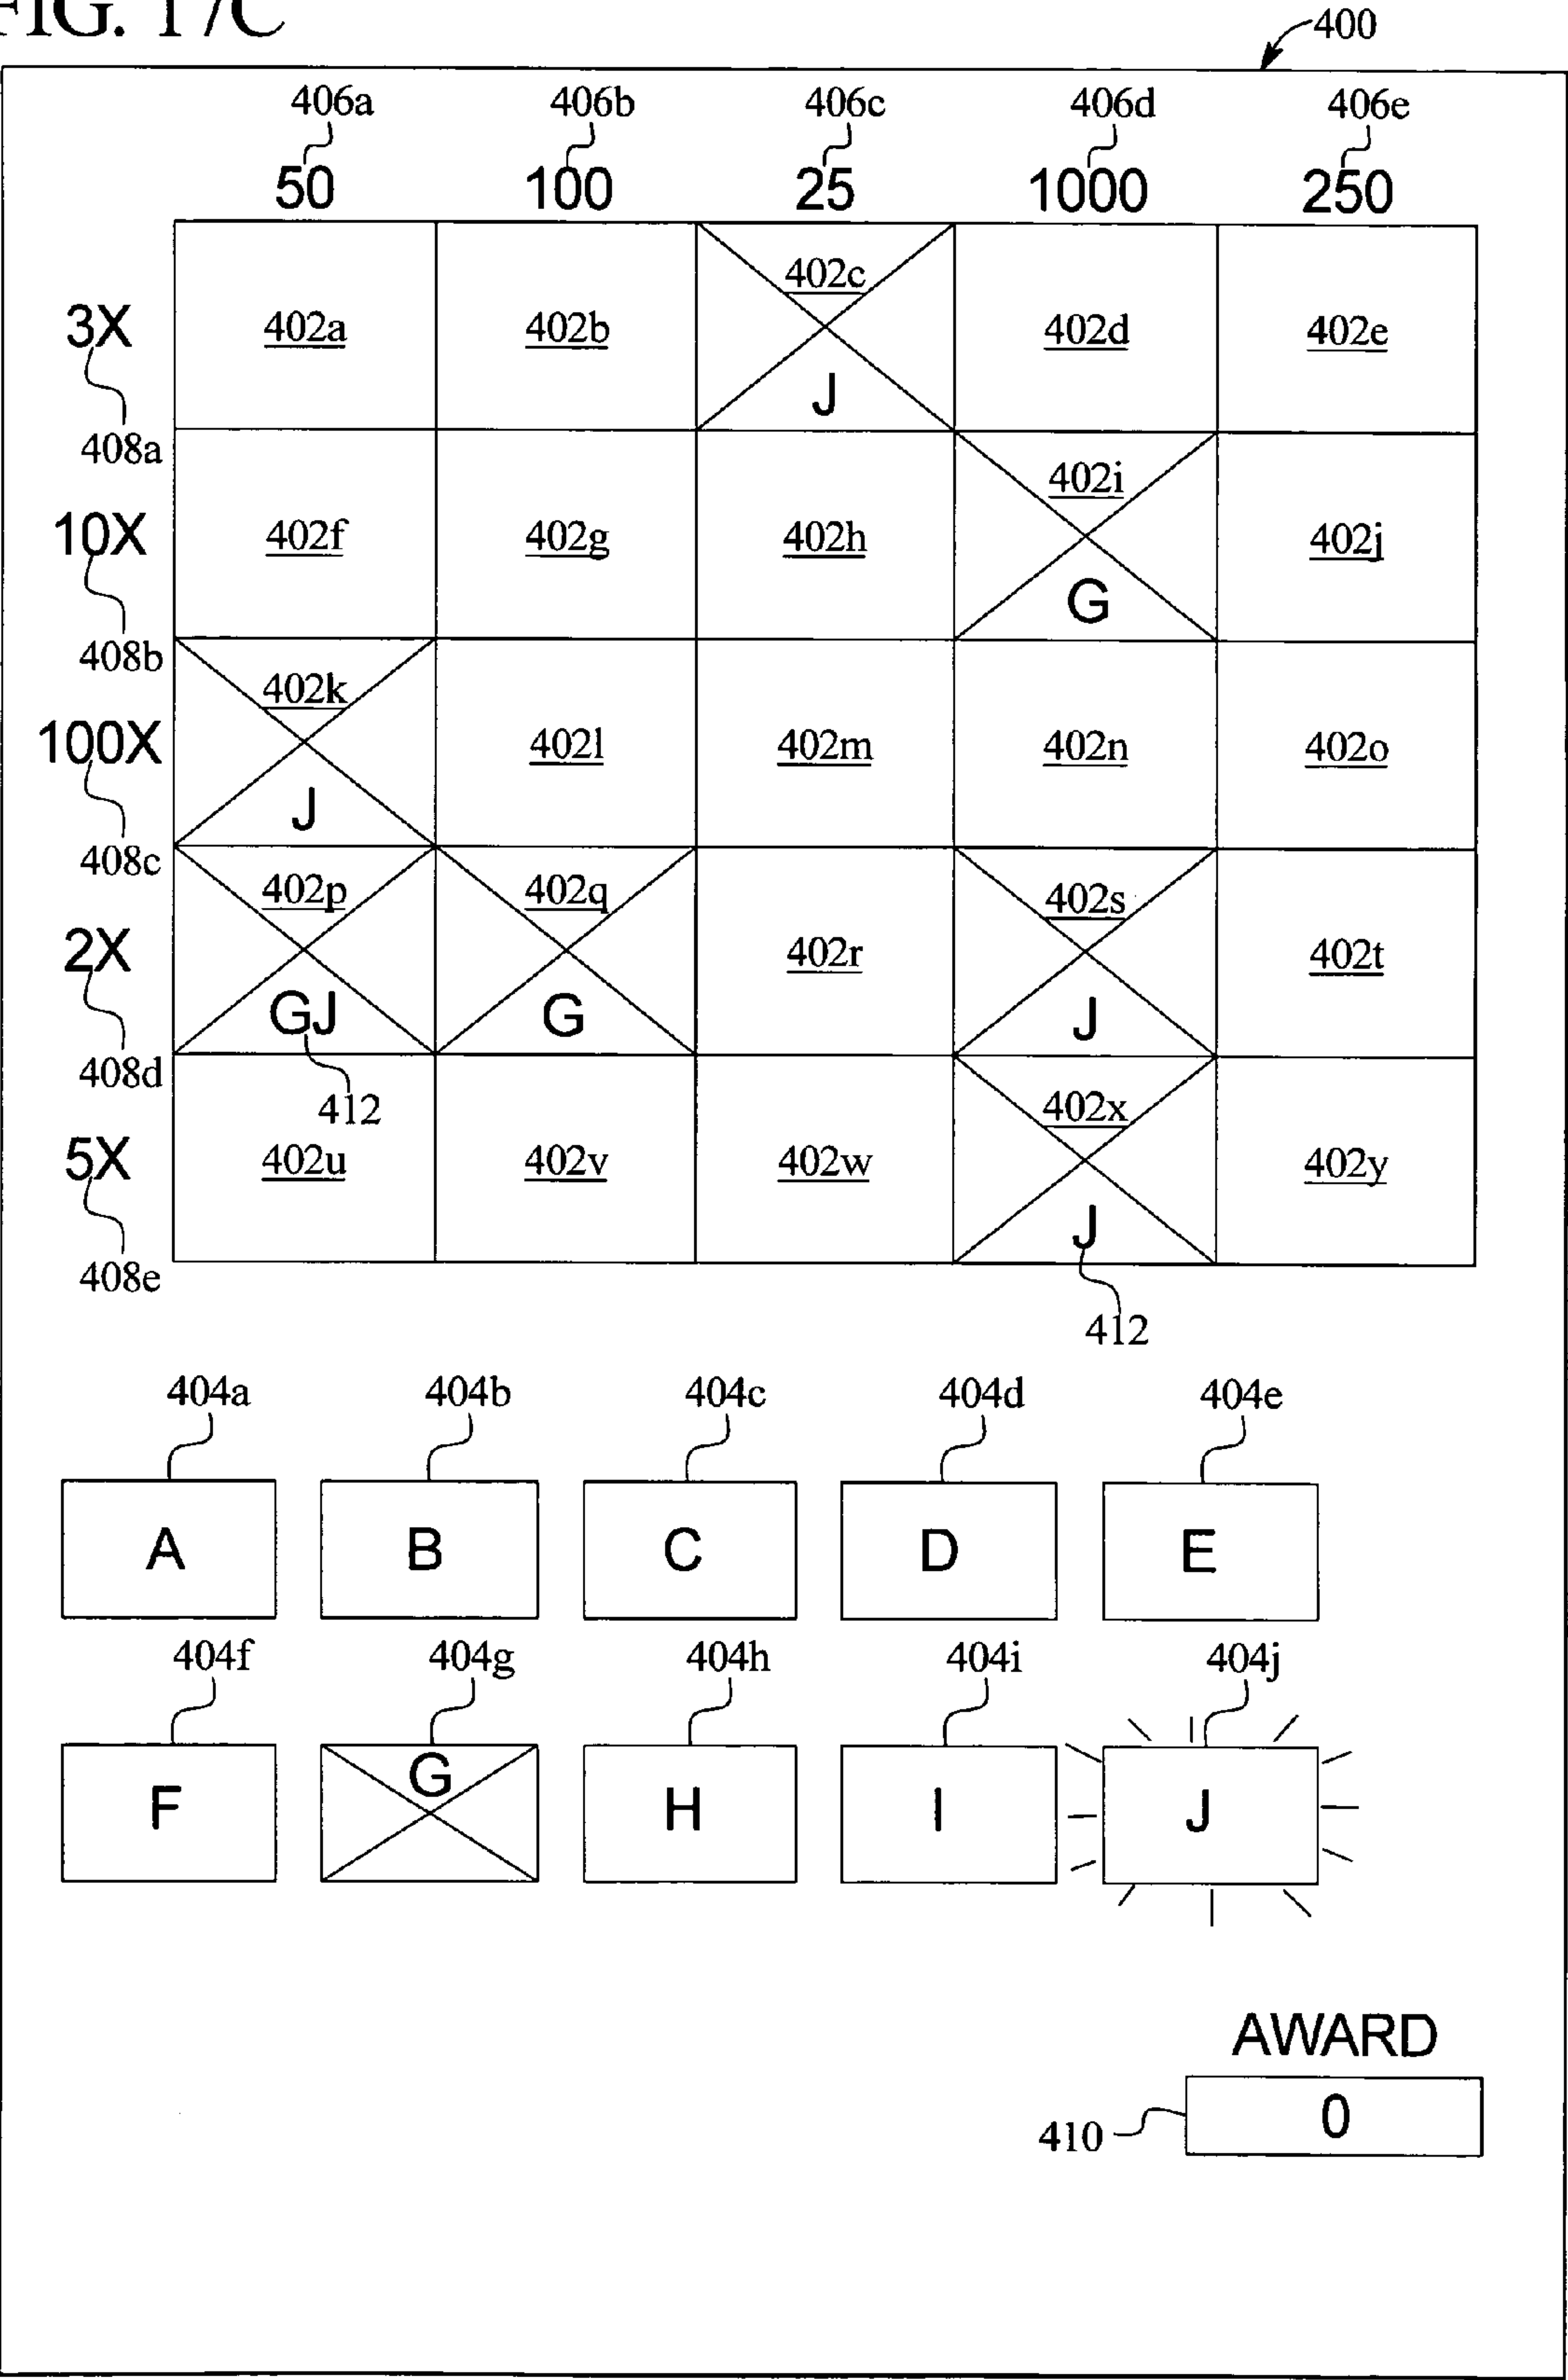 FIG. 17C
400
406a 406b 406c 406d 406e
50 100 25 1000 250
3X 402a 402b 402c 402d 402e
J
408a
10X 402f 402g 402h 402i 402j
G
408b
100X 402k 402l 402m 402n 402o
J
408c
2X 402p 402q 402r 402s 402t
GJ G J
408d
412
5X 402u 402v 402w 402x 402y
J
408e
412
404a 404b 404c 404d 404e
A B C D E
404f 404g 404h 404i 404j
F G H I J
AWARD
410 0